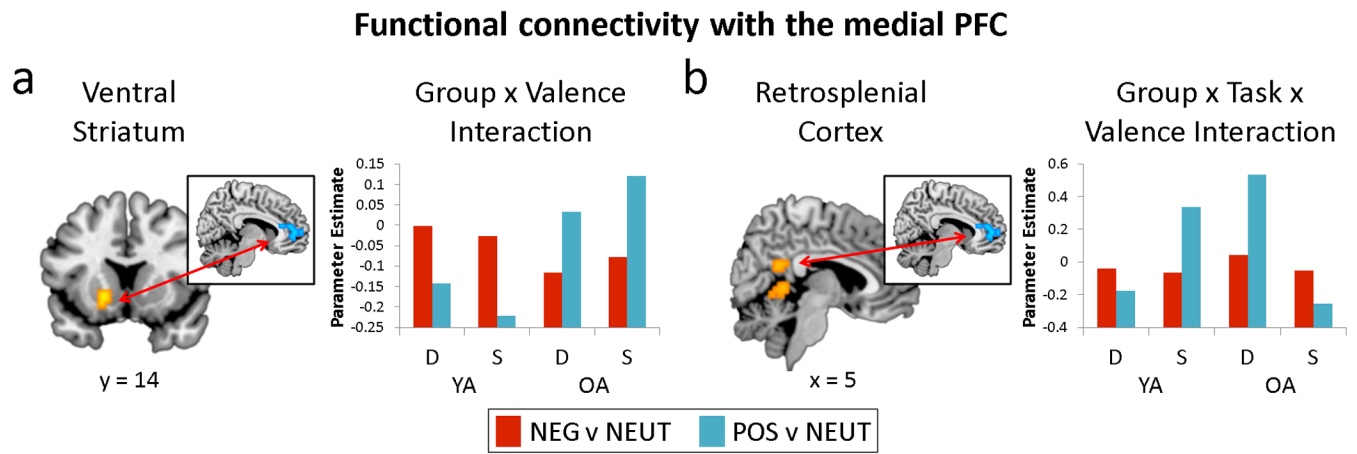 Functional connectivity with the medial PFC
a
Ventral
Striatum
y = 14
Group x Valence
Interaction
Parameter Estimate
0.15
0.1
0.05
0
-0.05
-0.1
-0.15
-0.2
-0.25
D S D S
YA OA
b
Retrosplenial
Cortex
x = 5
Group x Task x
Valence Interaction
Parameter Estimate
0.6
0.4
0.2
0
-0.2
-0.4
D S D S
YA OA
NEG v NEUT POS v NEUT